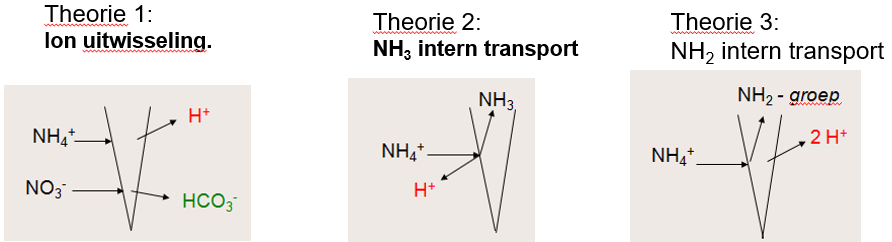 Theorie 1:
Ion uitwisseling.
NH₄⁺
NO₃⁻
H⁺
HCO₃⁻
Theorie 2:
NH₃ intern transport
NH₃
NH₄⁺
H⁺
Theorie 3:
NH₂ intern transport
NH₂ - groep
NH₄⁺
2 H⁺